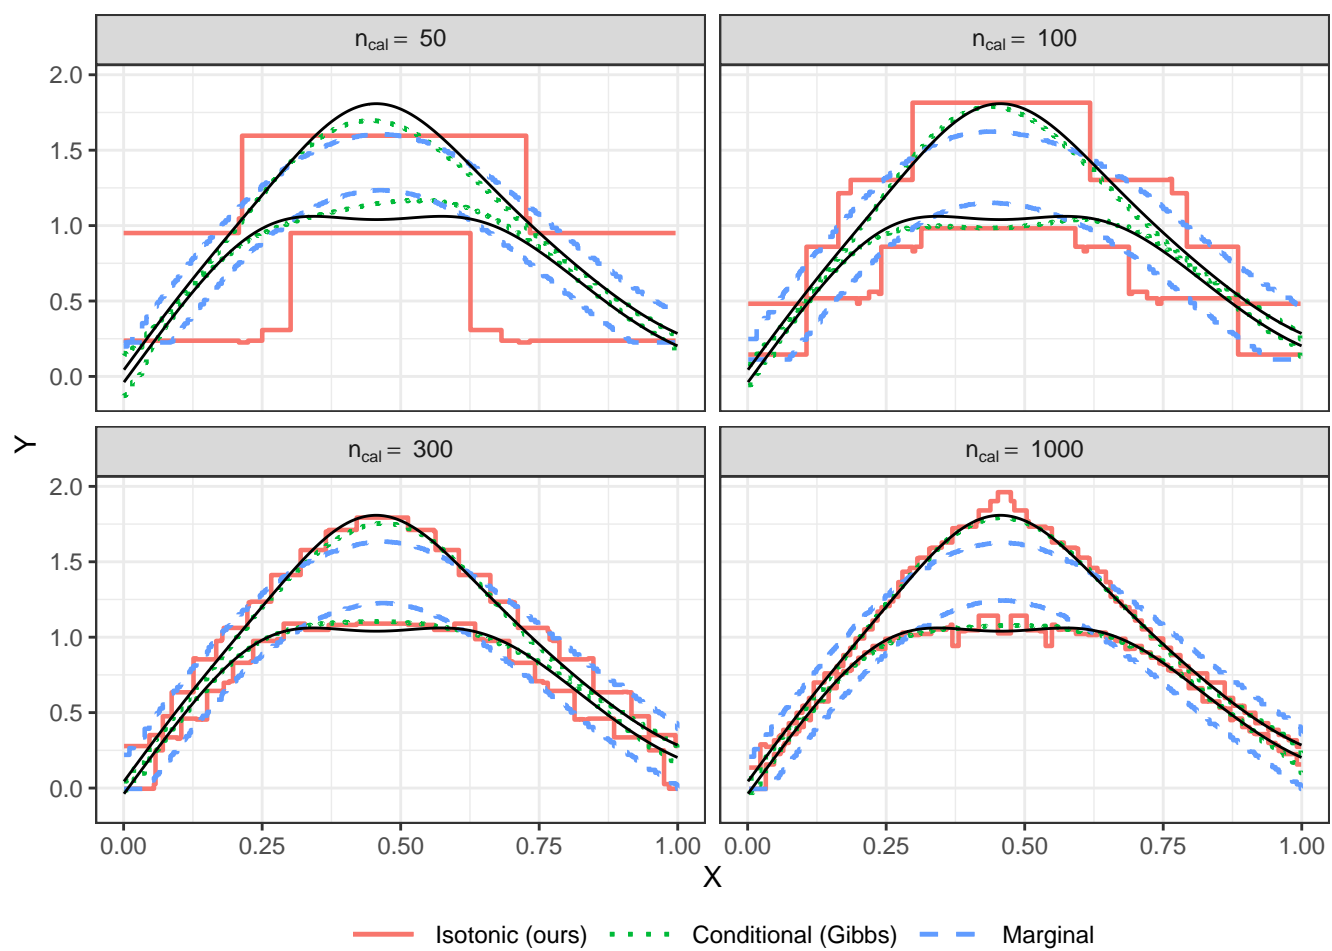 n_cal = 50
n_cal = 100
2.0
1.5
1.0
0.5
0.0
Y
n_cal = 300
n_cal = 1000
2.0
1.5
1.0
0.5
0.0
0.00 0.25 0.50 0.75 1.00 0.00 0.25 0.50 0.75 1.00
X
Isotonic (ours) Conditional (Gibbs) Marginal